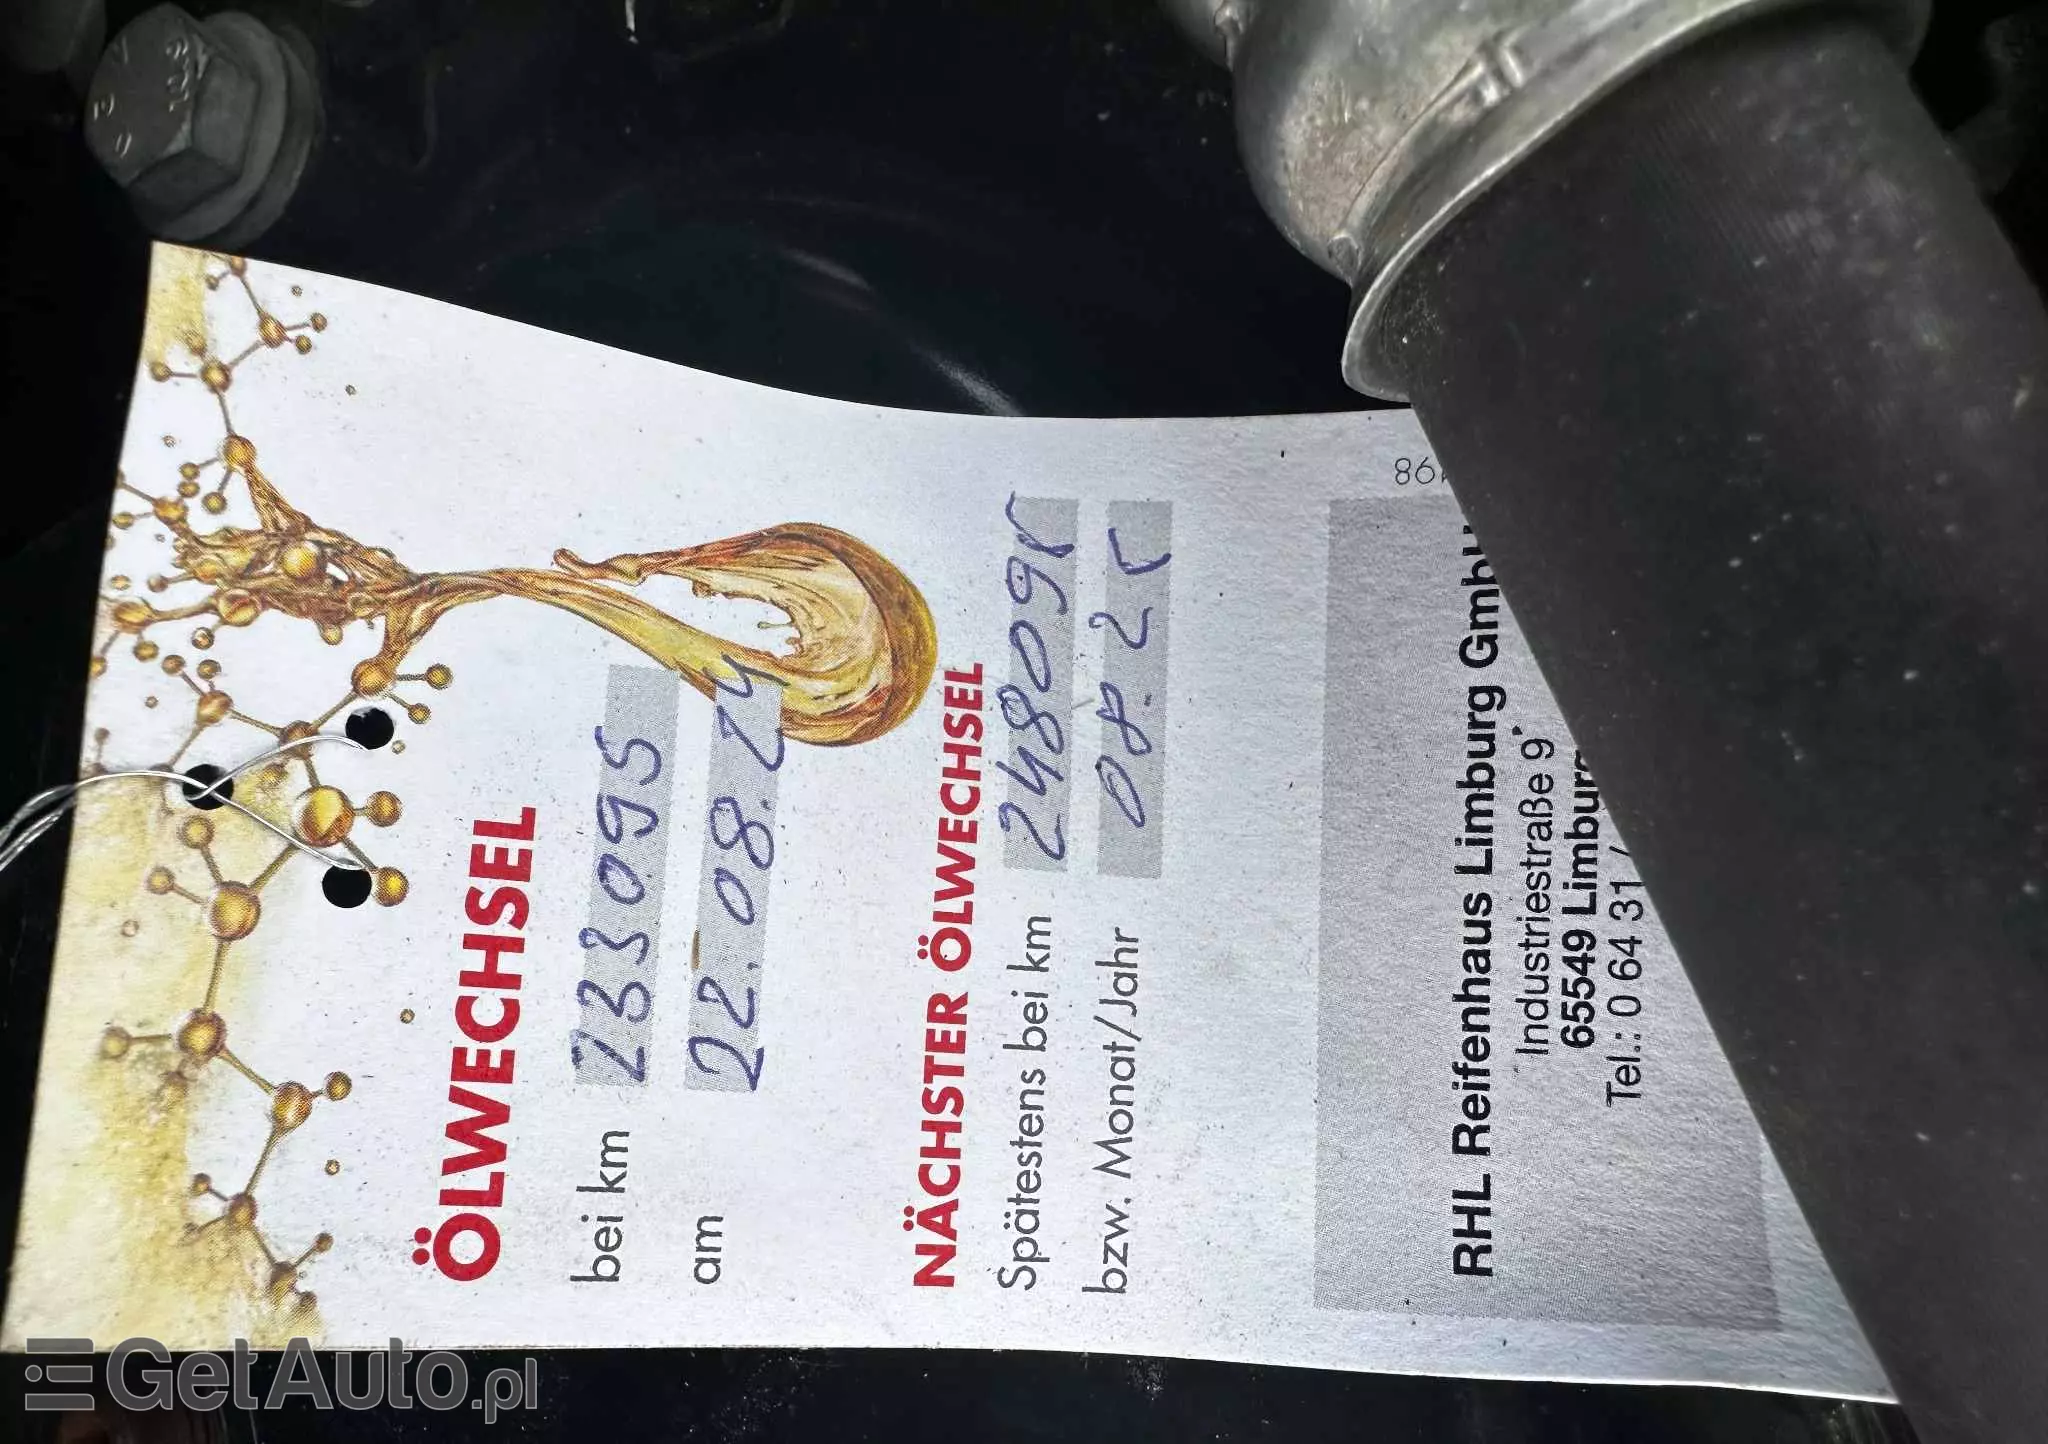 ÖLWECHSEL
bei km 233095
am 22.08.24
NÄCHSTER ÖLWECHSEL
Spätestens bei km 248095
bzw. Monat/Jahr 08.25
RHL Reifenhaus Limburg
Industriestraße 9
65549 Limburg
Tel.: 0 64 31 /
GetAuto.pl